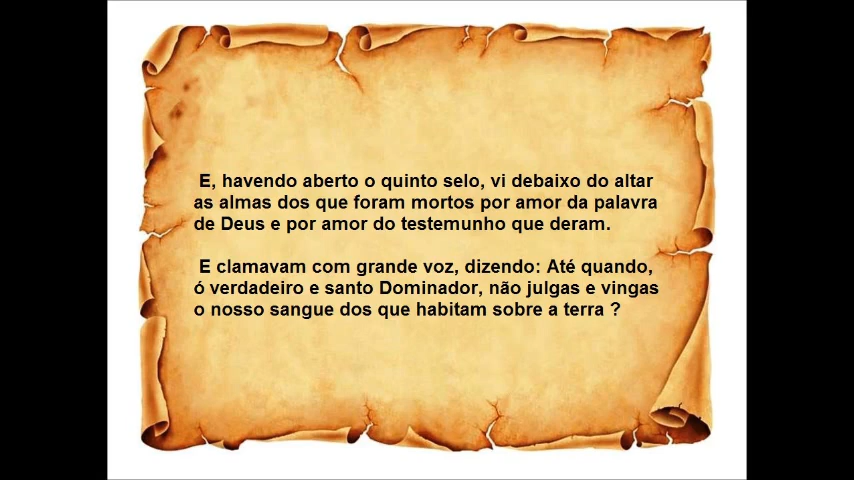 E, havendo aberto o quinto selo, vi debaixo do altar
as almas dos que foram mortos por amor da palavra
de Deus e por amor do testemunho que deram.
E clamavam com grande voz, dizendo: Até quando,
ó verdadeiro e santo Dominador, não julgas e vingas
o nosso sangue dos que habitam sobre a terra ?